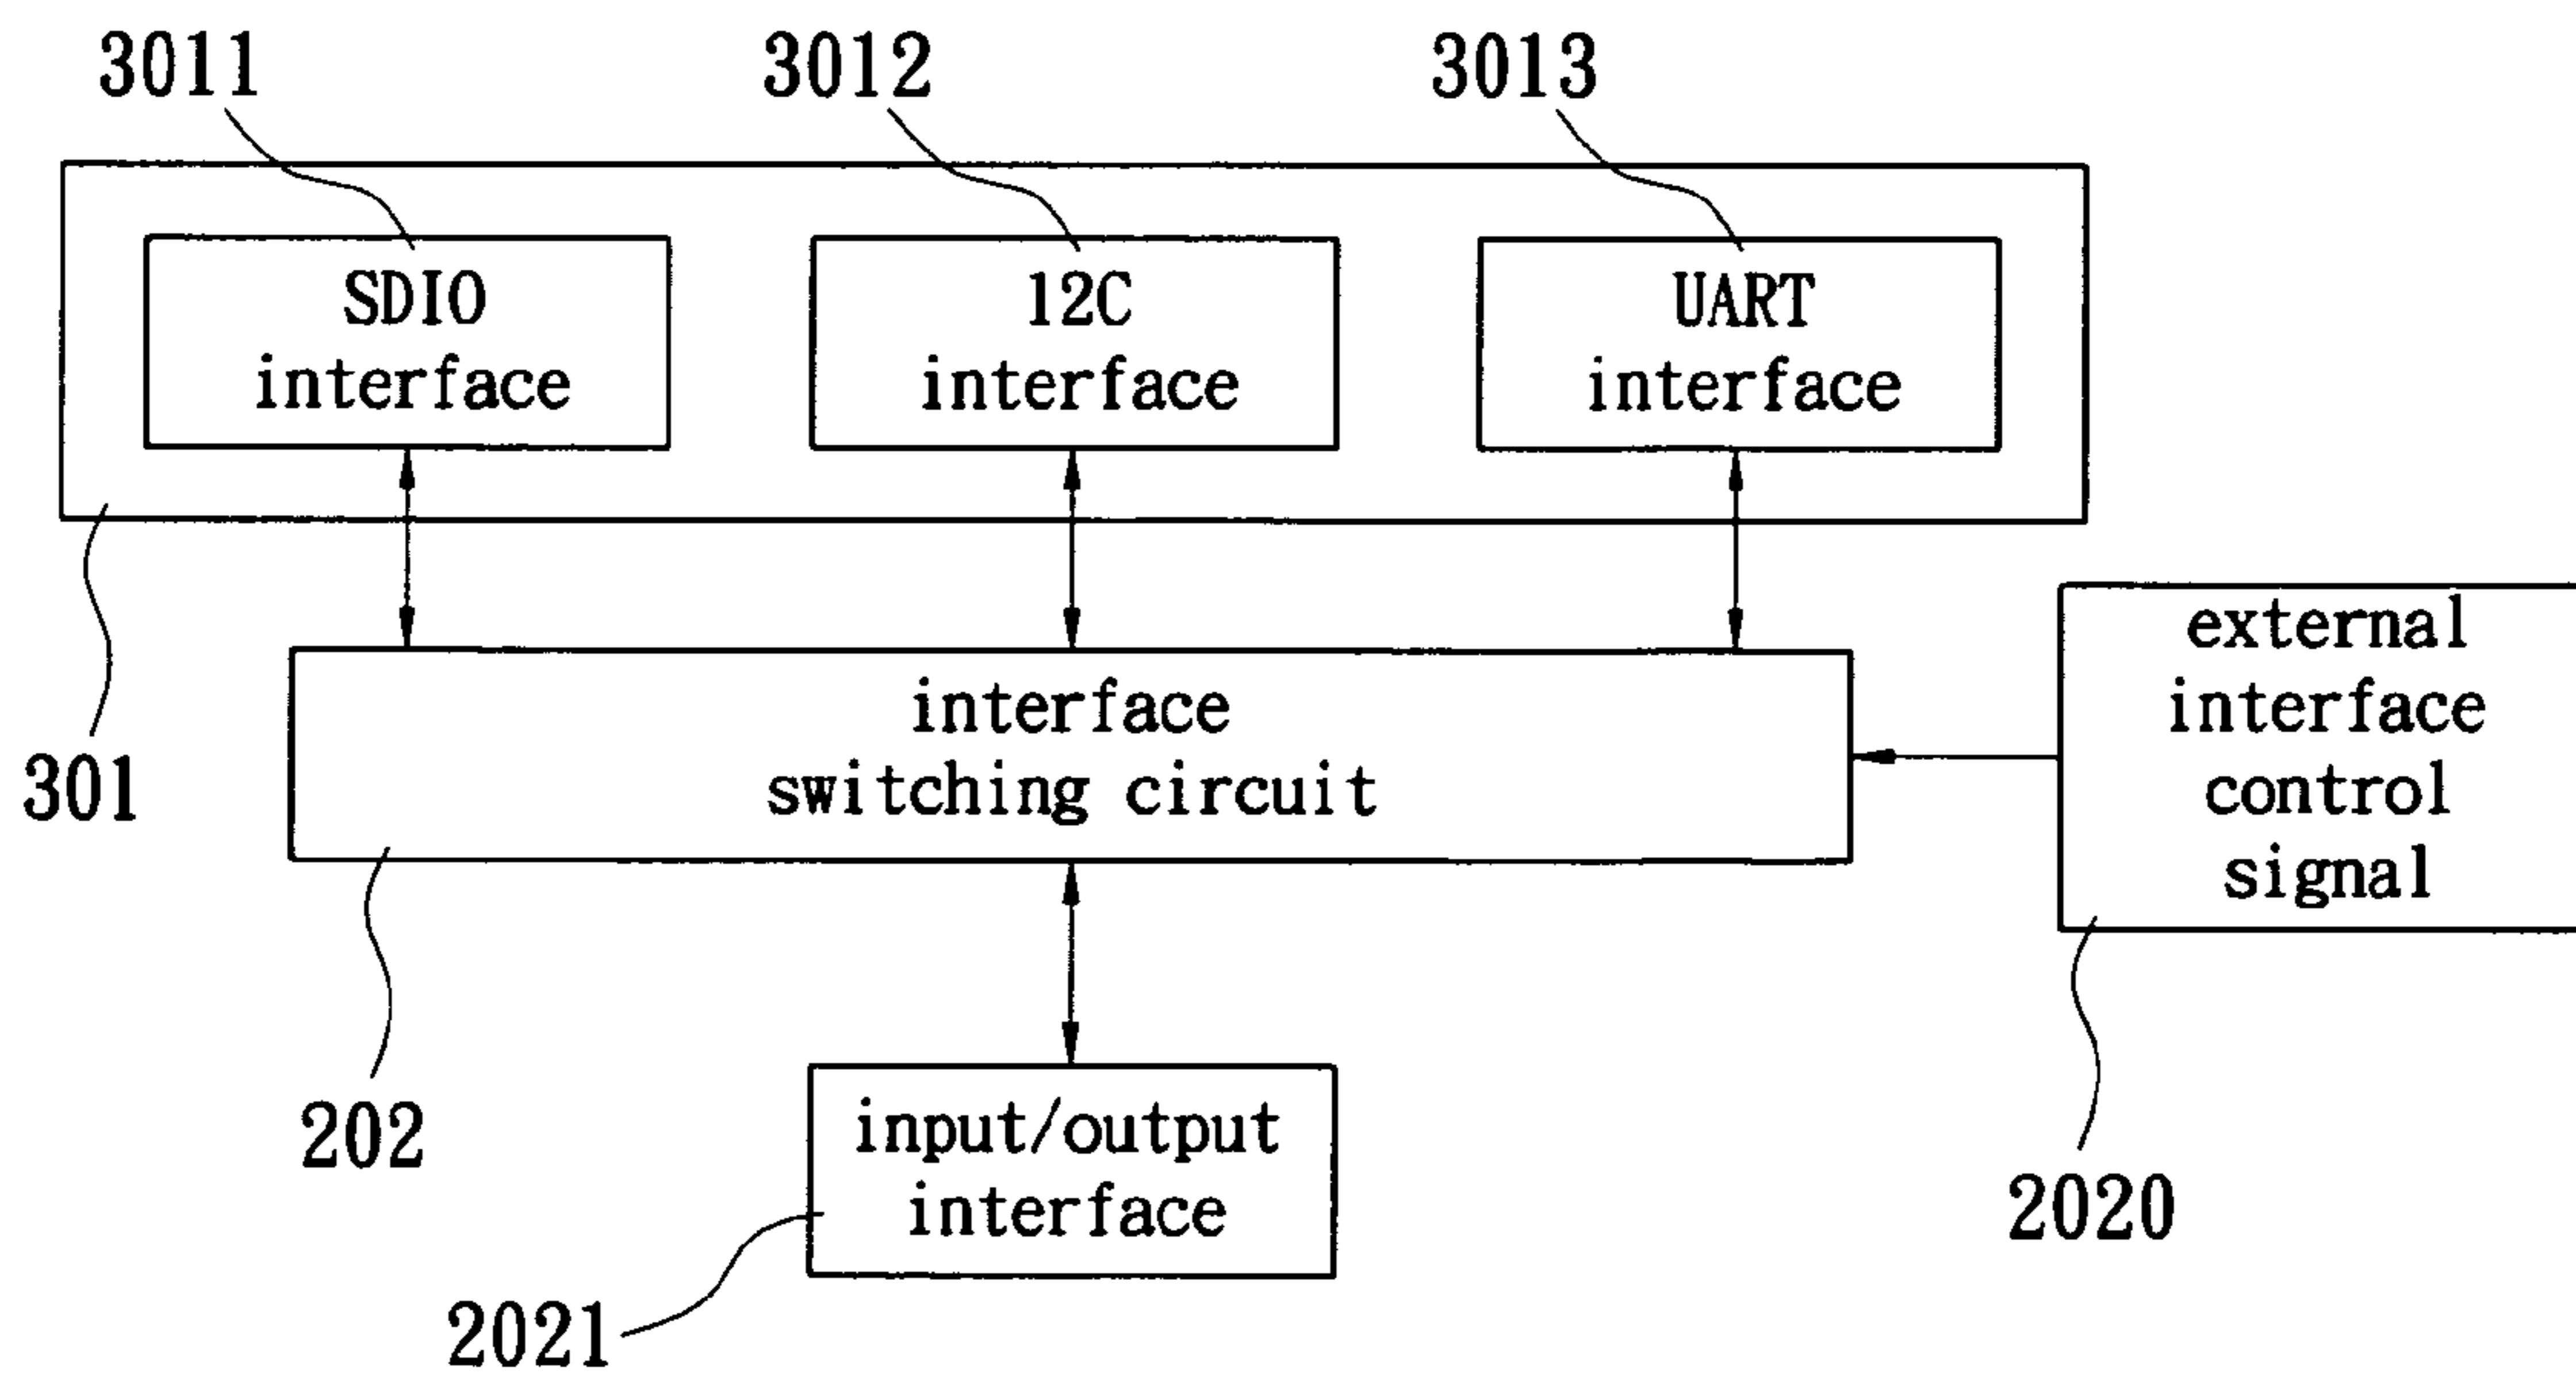 3011
3012
3013
SDIO
interface
12C
interface
UART
interface
301
interface
switching circuit
external
interface
control
signal
202
input/output
interface
2020
2021